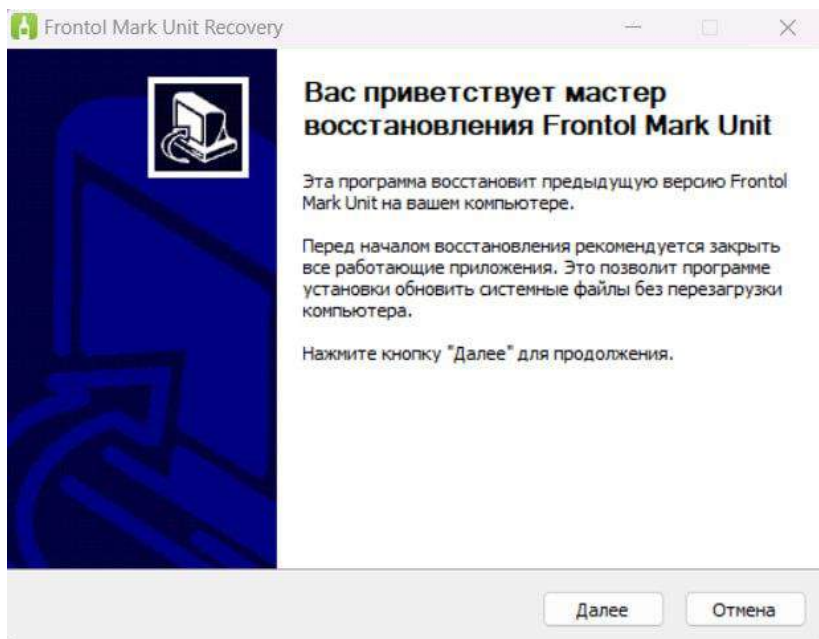 Frontol Mark Unit Recovery
Вас приветствует мастер
восстановления Frontol Mark Unit
Эта программа восстановит предыдущую версию Frontol
Mark Unit на вашем компьютере.
Перед началом восстановления рекомендуется закрыть
все работающие приложения. Это позволит программе
установки обновить системные файлы без перезагрузки
компьютера.
Нажмите кнопку "Далее" для продолжения.
Далее
Отмена